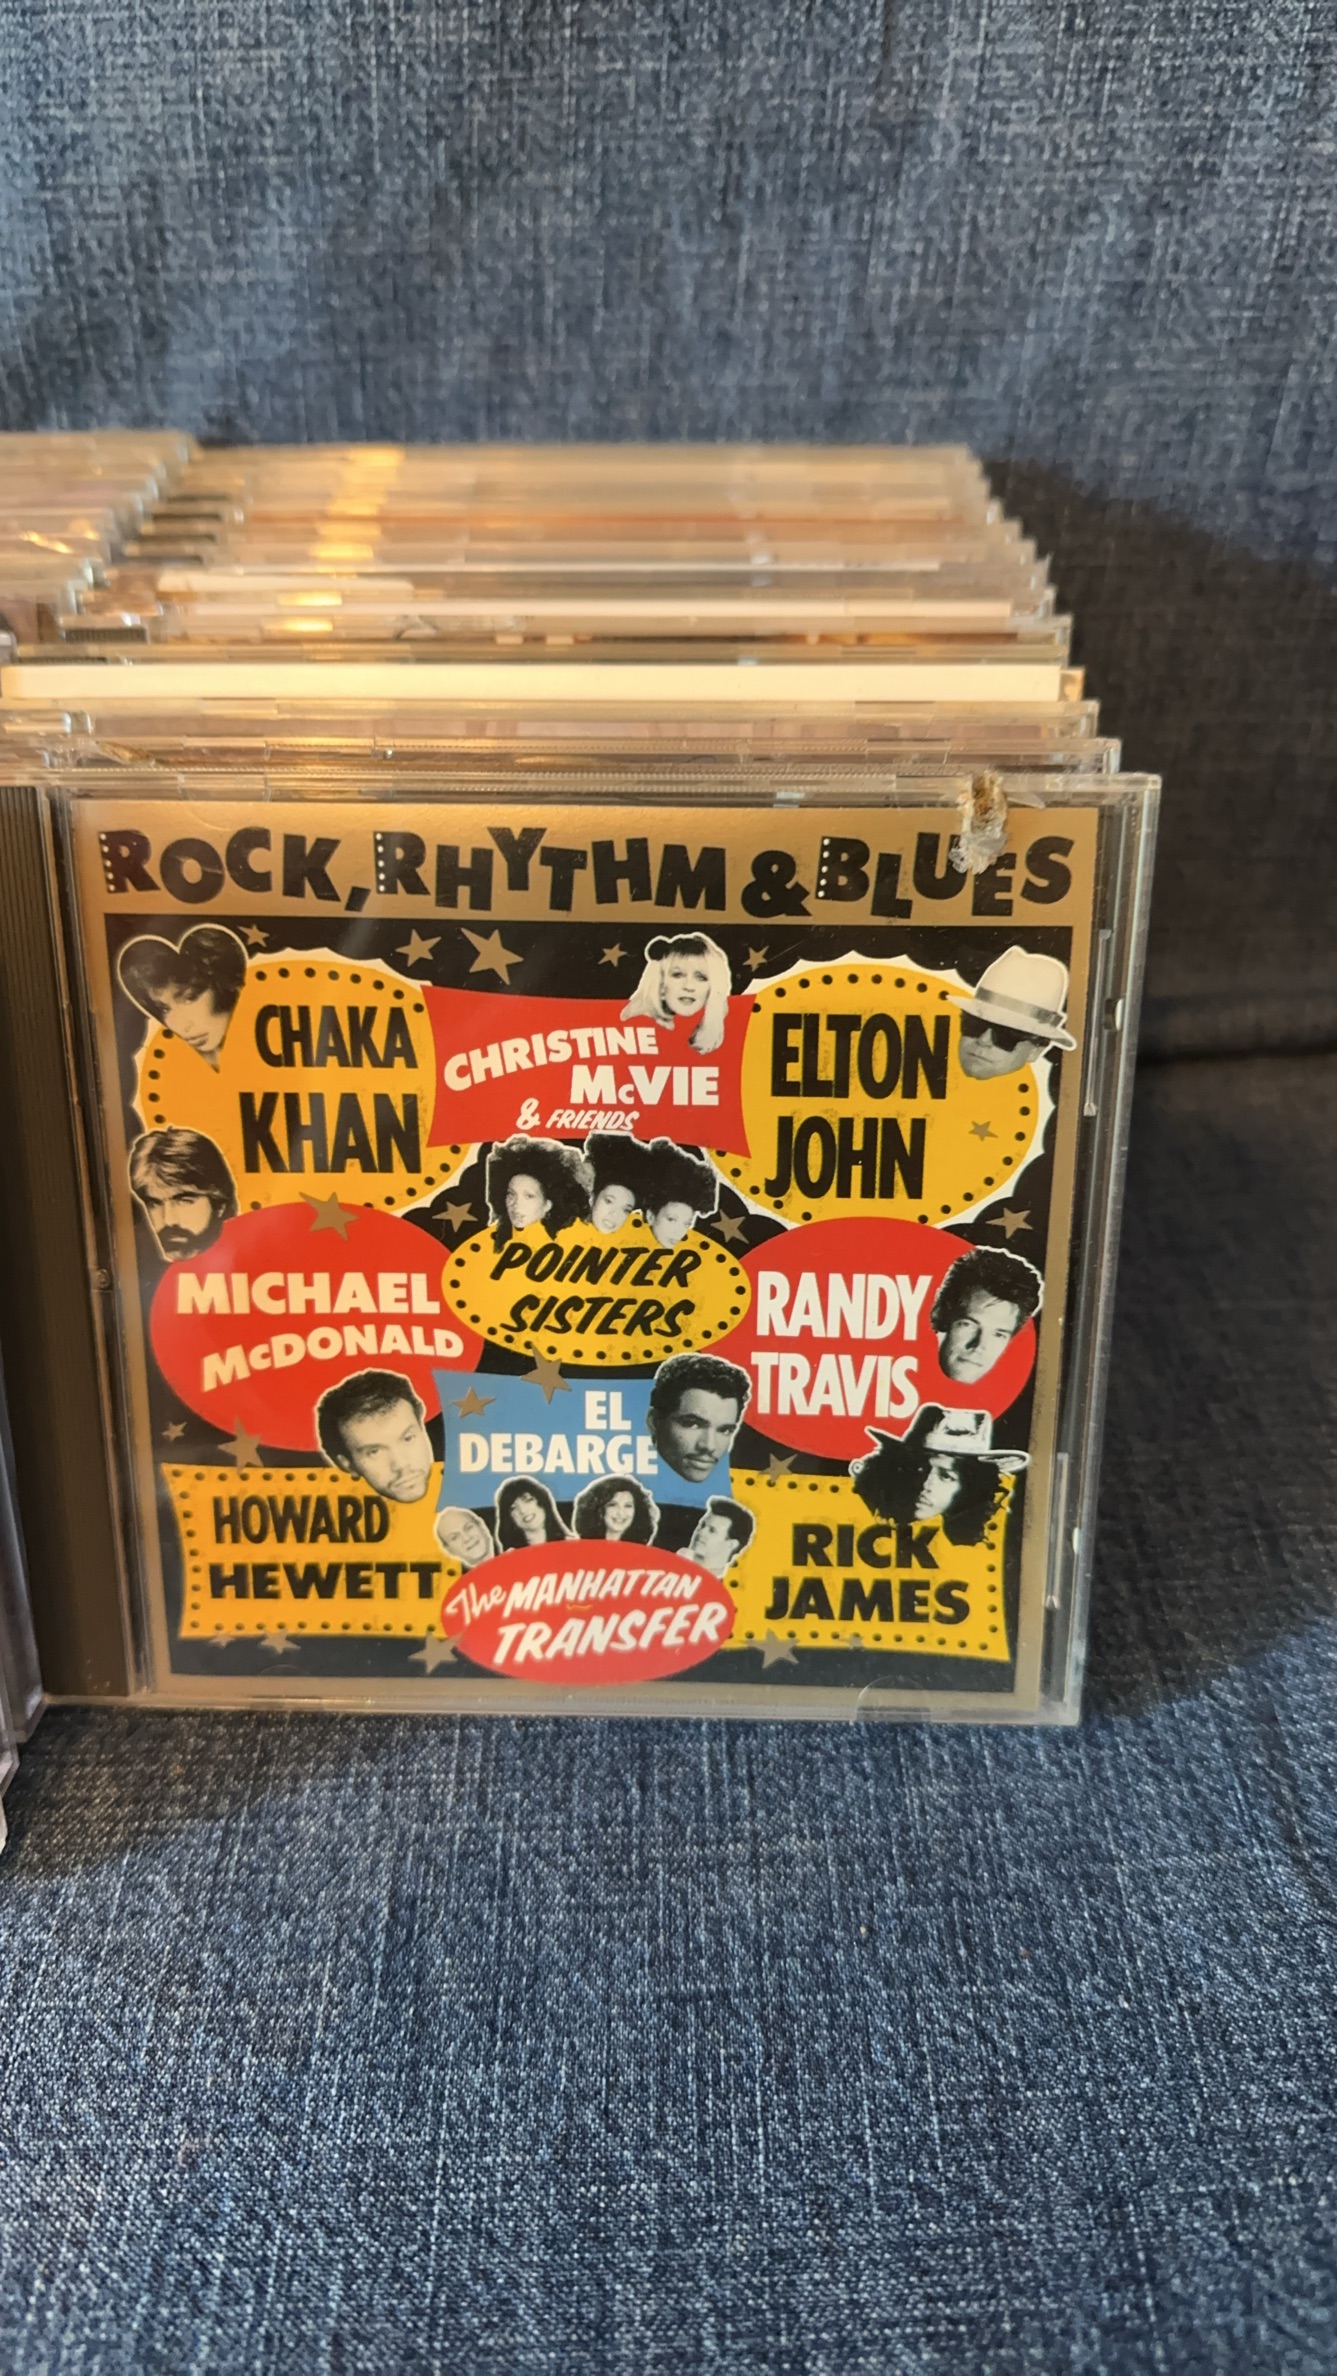 ROCK, RHYTHM & BLUES
CHAKA
KHAN
CHRISTINE
McVIE
& FRIENDS
ELTON
JOHN
MICHAEL
McDONALD
POINTER
SISTERS
RANDY
TRAVIS
EL
DEBARGE
HOWARD
HEWETT
The MANHATTAN
TRANSFER
RICK
JAMES